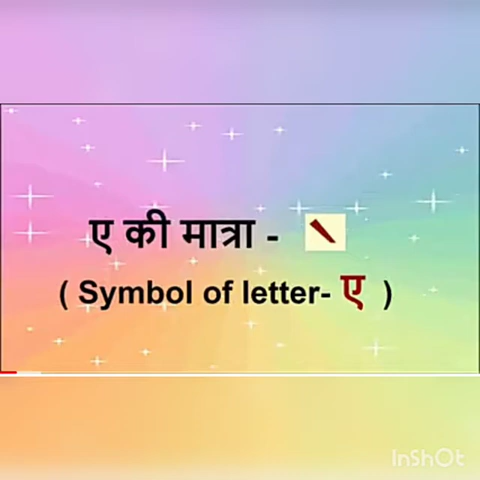 ए की मात्रा - े
( Symbol of letter- ए )
InShOt